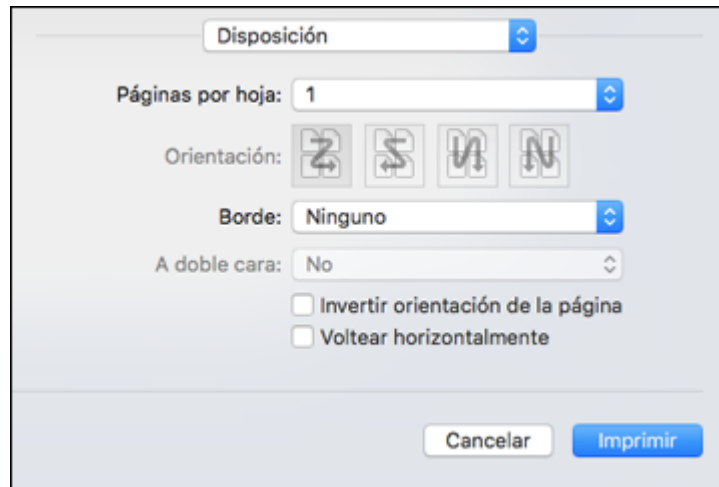 Disposición
Páginas por hoja: 1
Orientación:
Borde: Ninguno
A doble cara: No
Invertir orientación de la página
Voltear horizontalmente
Cancelar Imprimir